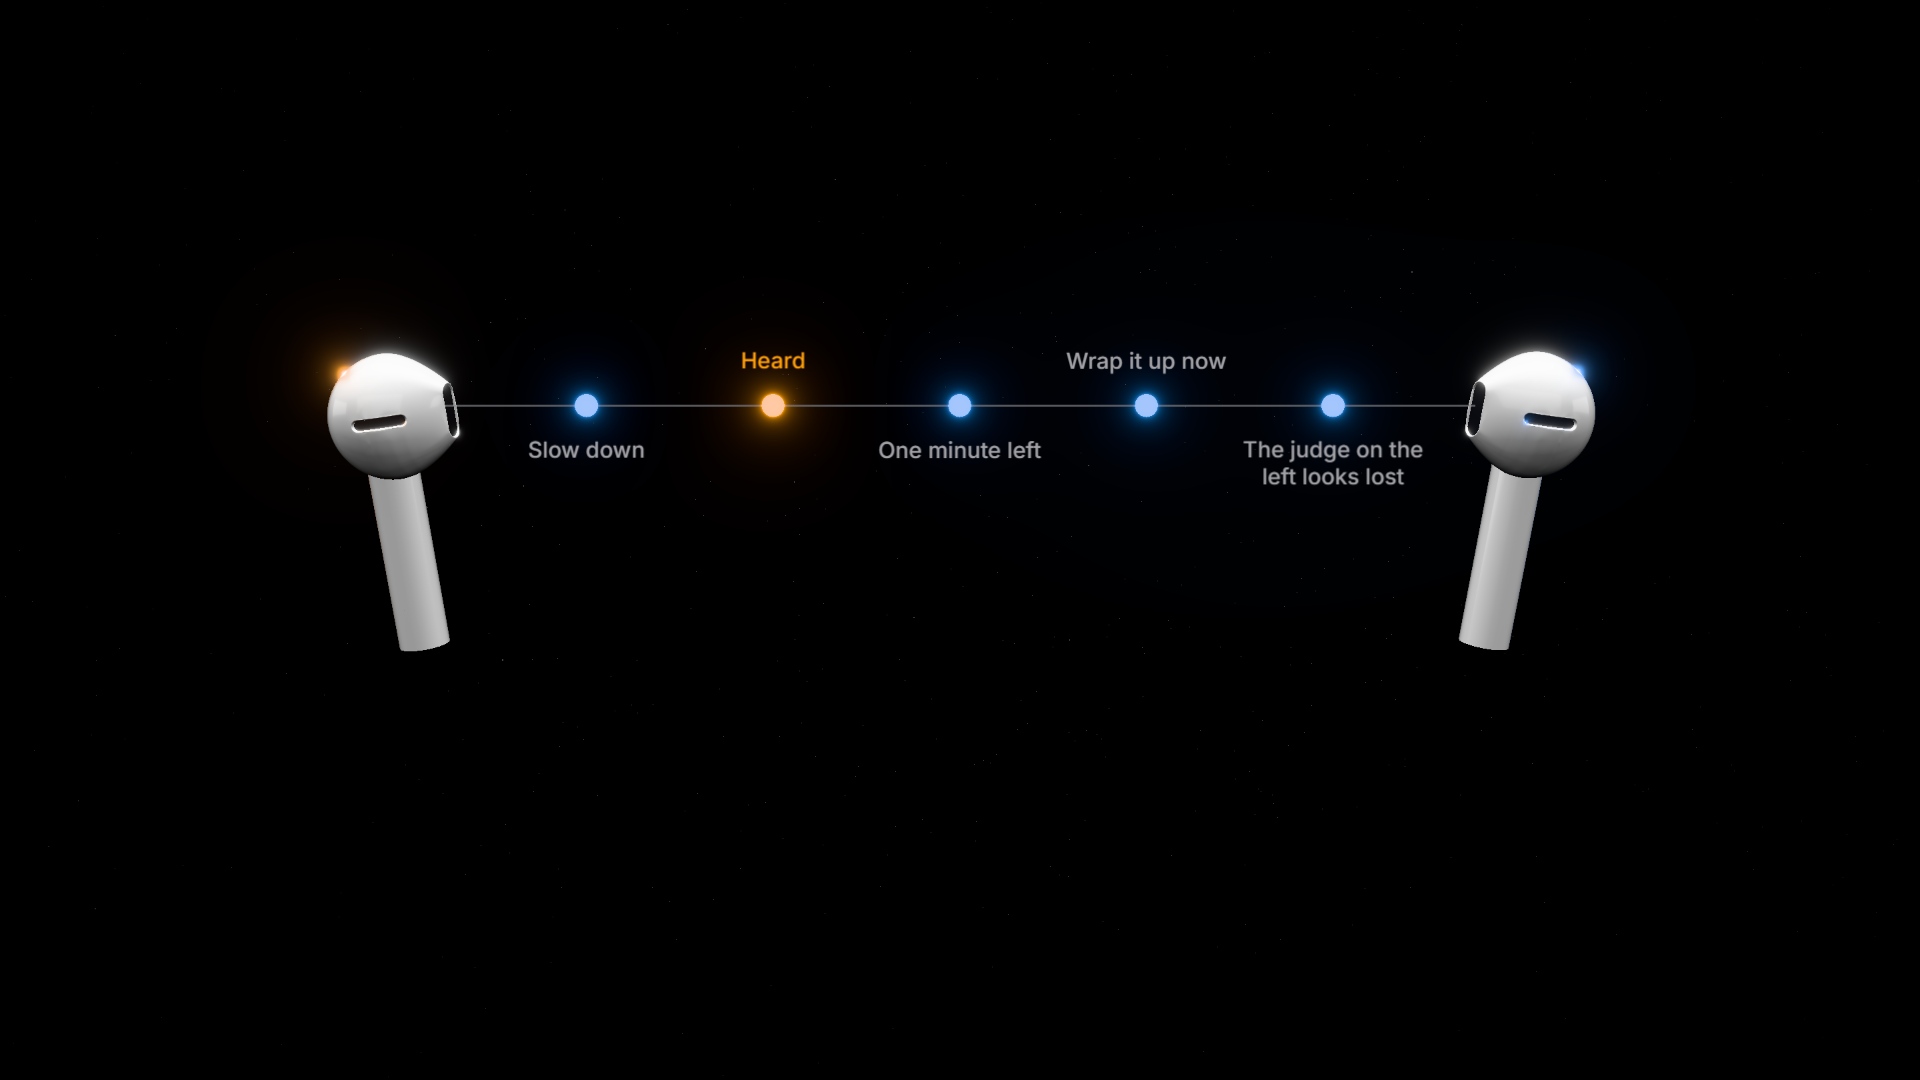 Slow down
Heard
One minute left
Wrap it up now
The judge on the
left looks lost